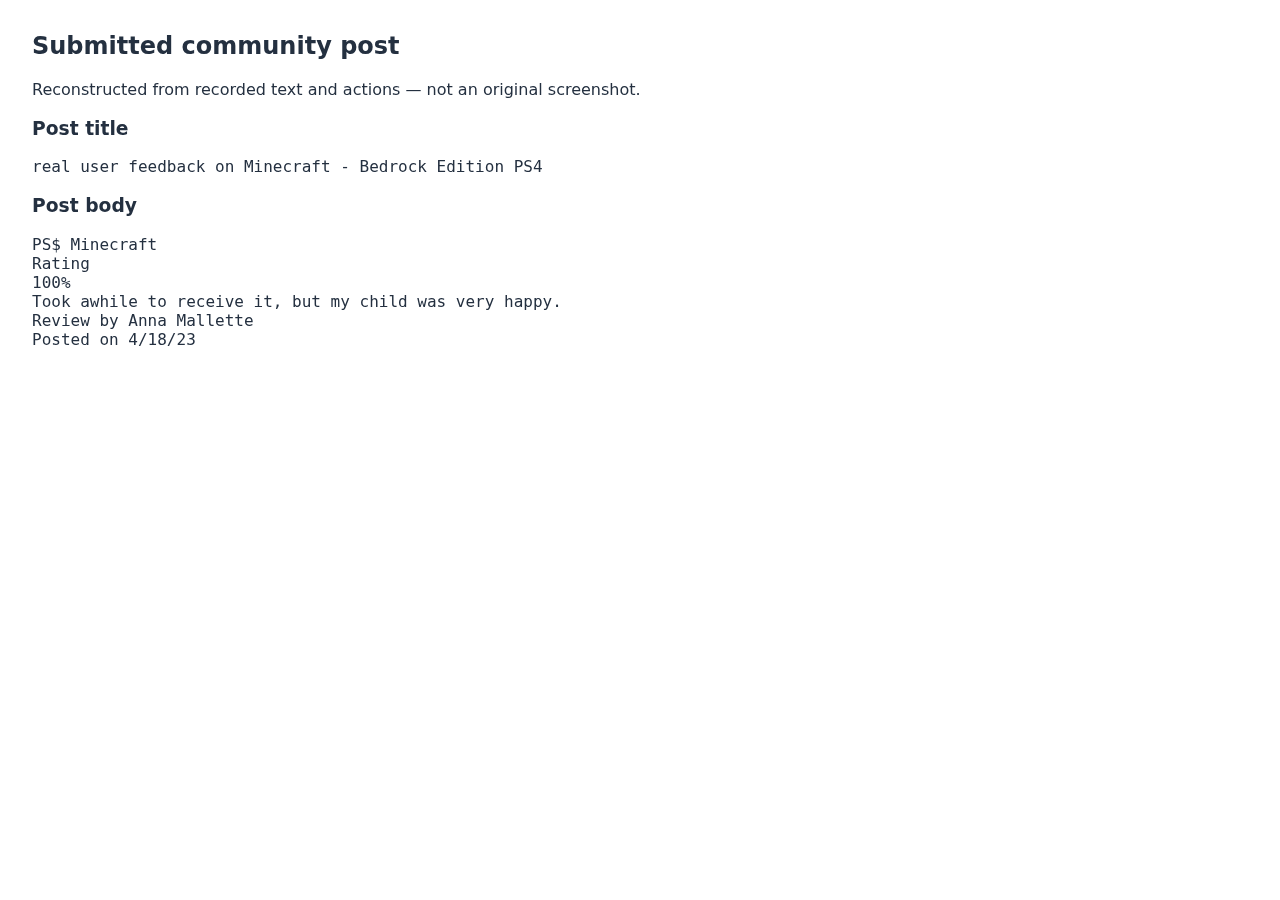 Submitted community post
Reconstructed from recorded text and actions — not an original screenshot.
Post title
real user feedback on Minecraft - Bedrock Edition PS4
Post body
PS$ Minecraft
Rating
100%
Took awhile to receive it, but my child was very happy.
Review by Anna Mallette
Posted on 4/18/23